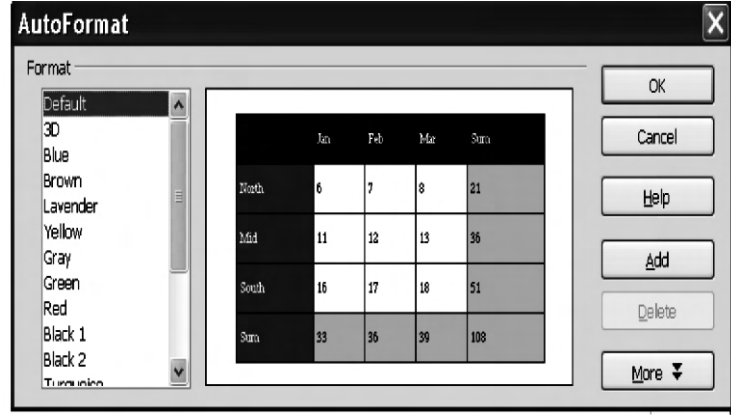 AutoFormat
Format
Default
3D
Blue
Brown
Lavender
Yellow
Gray
Green
Red
Black 1
Black 2
Turquoise
Jan Feb Mar Sum
North 6 7 8 21
Mid 11 12 13 36
South 16 17 18 51
Sum 33 36 39 108
OK
Cancel
Help
Add
Delete
More